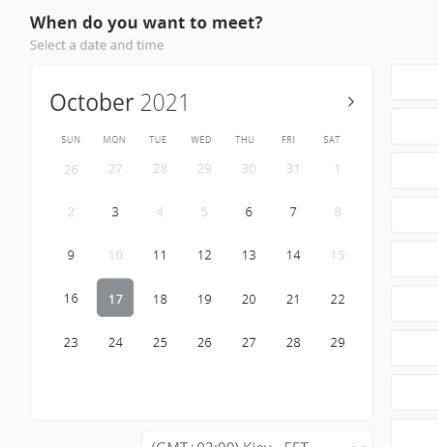 When do you want to meet?
Select a date and time
October 2021 >
SUN MON TUE WED THU FRI SAT
26 27 28 29 30 31 1
2 3 4 5 6 7 8
9 10 11 12 13 14 15
16 17 18 19 20 21 22
23 24 25 26 27 28 29